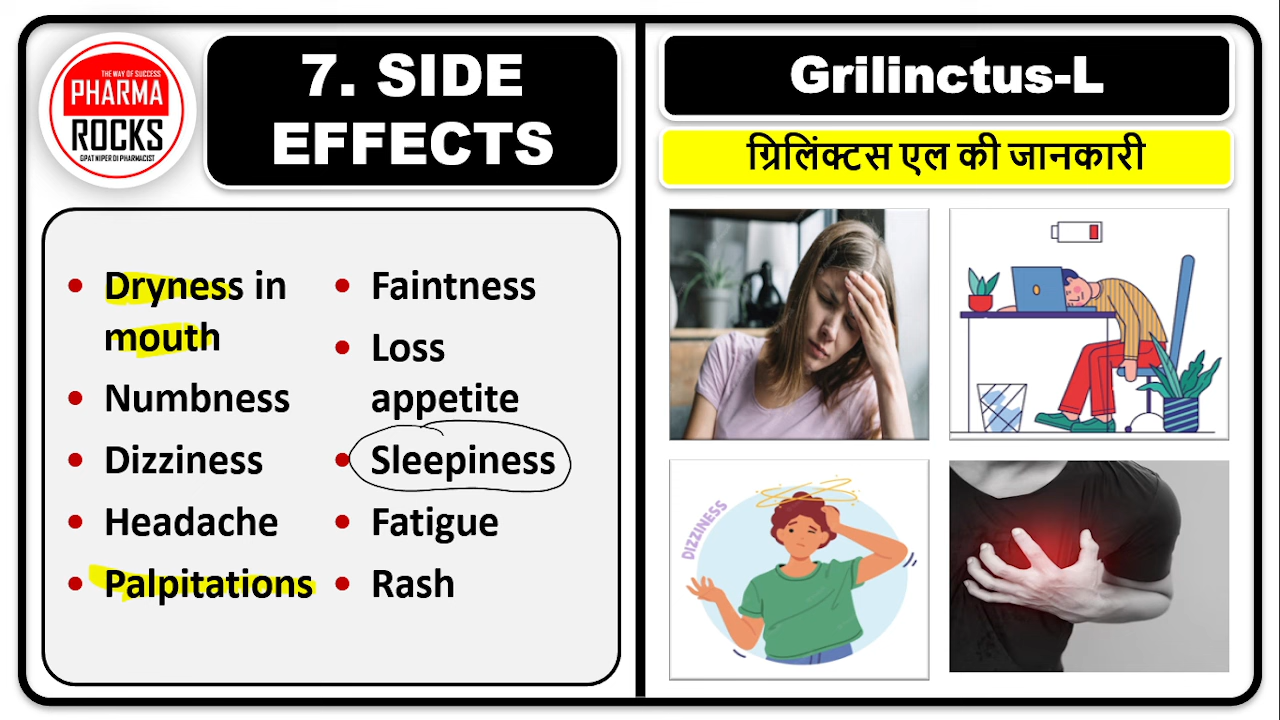 THE WAY OF SUCCESS
PHARMA
ROCKS
GPAT NIPER DI PHARMACIST
7. SIDE
EFFECTS
• Dryness in
mouth
• Numbness
• Dizziness
• Headache
• Palpitations
• Faintness
• Loss
appetite
• Sleepiness
• Fatigue
• Rash
Grilinctus-L
ग्रिलिंक्टस एल की जानकारी
DIZZINESS